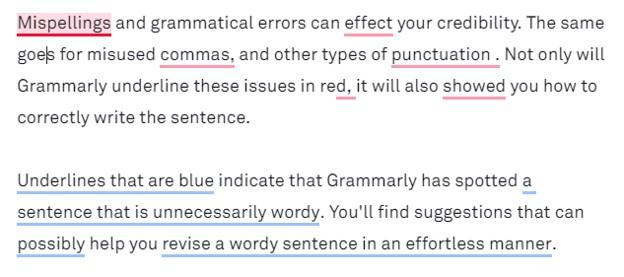 Mispellings and grammatical errors can effect your credibility. The same
goes for misused commas, and other types of punctuation . Not only will
Grammarly underline these issues in red, it will also showed you how to
correctly write the sentence.
Underlines that are blue indicate that Grammarly has spotted a
sentence that is unnecessarily wordy. You'll find suggestions that can
possibly help you revise a wordy sentence in an effortless manner.